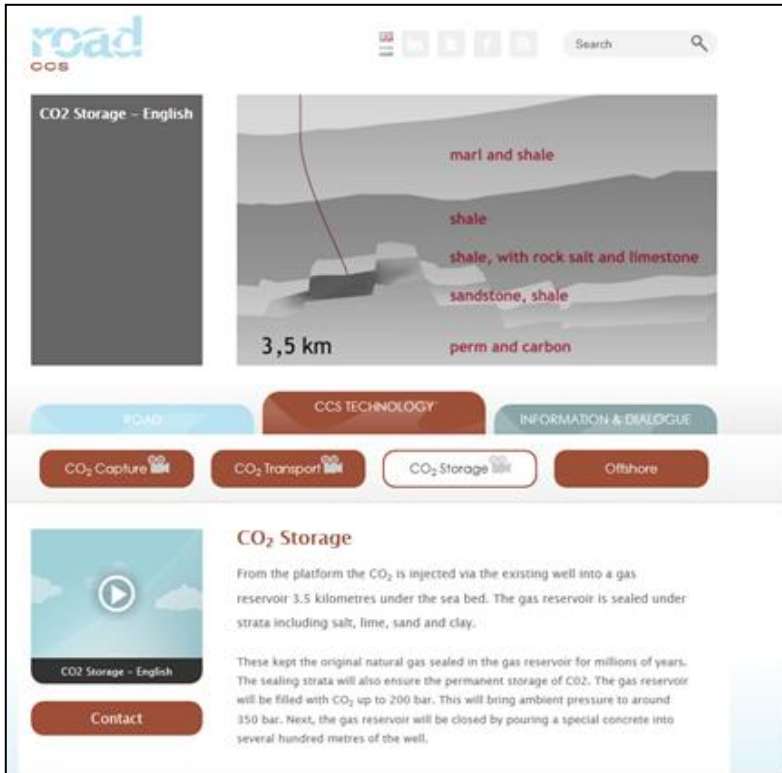 road
CCS
Search
CO2 Storage – English
marl and shale
shale
shale, with rock salt and limestone
sandstone, shale
3,5 km
perm and carbon
ROAD
CCS TECHNOLOGY
INFORMATION & DIALOGUE
CO₂ Capture
CO₂ Transport
CO₂ Storage
Offshore
CO₂ Storage
From the platform the CO₂ is injected via the existing well into a gas
reservoir 3.5 kilometres under the sea bed. The gas reservoir is sealed under
strata including salt, lime, sand and clay.
These kept the original natural gas sealed in the gas reservoir for millions of years.
The sealing strata will also ensure the permanent storage of C02. The gas reservoir
will be filled with CO₂ up to 200 bar. This will bring ambient pressure to around
350 bar. Next, the gas reservoir will be closed by pouring a special concrete into
several hundred metres of the well.
CO2 Storage – English
Contact